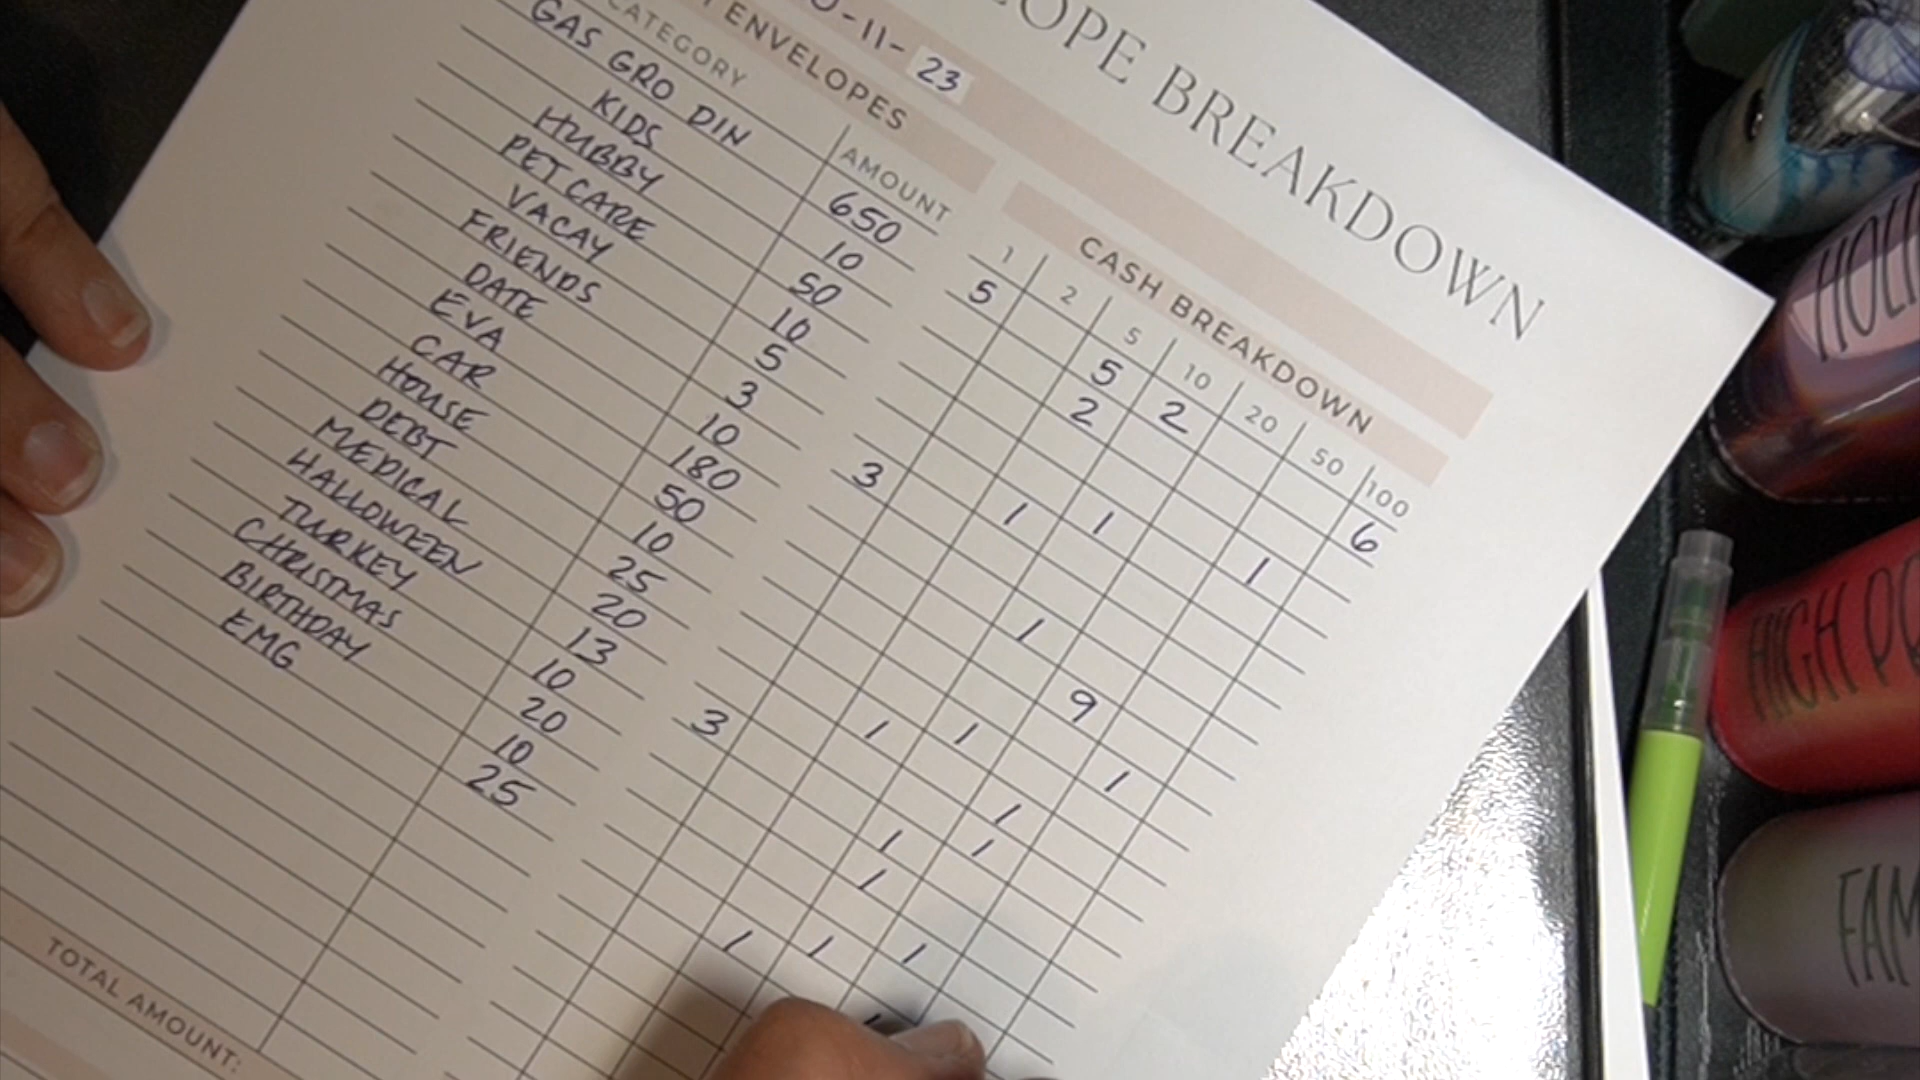 OPE BREAKDOWN
0-11-23
ENVELOPES CASH BREAKDOWN
CATEGORY AMOUNT 1 2 5 10 20 50 100
GAS GRO DIN 650 5 5 2 6
KIDS 10 2
HUBBY 50 1
PET CARE 10 1
VACAY 5 1
FRIENDS 3 3
DATE 10 1
EVA 180 9
CAR 50 1
HOUSE 10 1
DEBT 25 1 1
MEDICAL 20 1
HALLOWEEN 13 3 1
TURKEY 10 1
CHRISTMAS 20 1
BIRTHDAY 10 1
EMG 25 1 1
TOTAL AMOUNT:
HOLI
HIGH PO
FAM